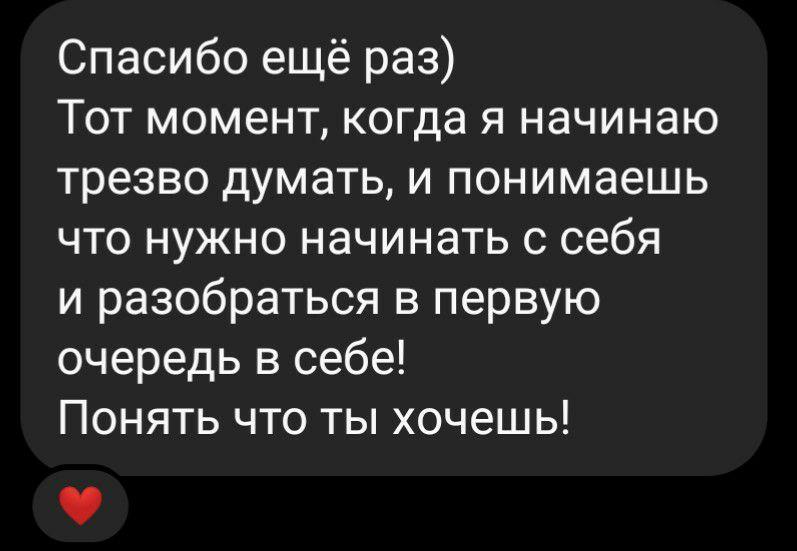 Спасибо ещё раз)
Тот момент, когда я начинаю
трезво думать, и понимаешь
что нужно начинать с себя
и разобраться в первую
очередь в себе!
Понять что ты хочешь!